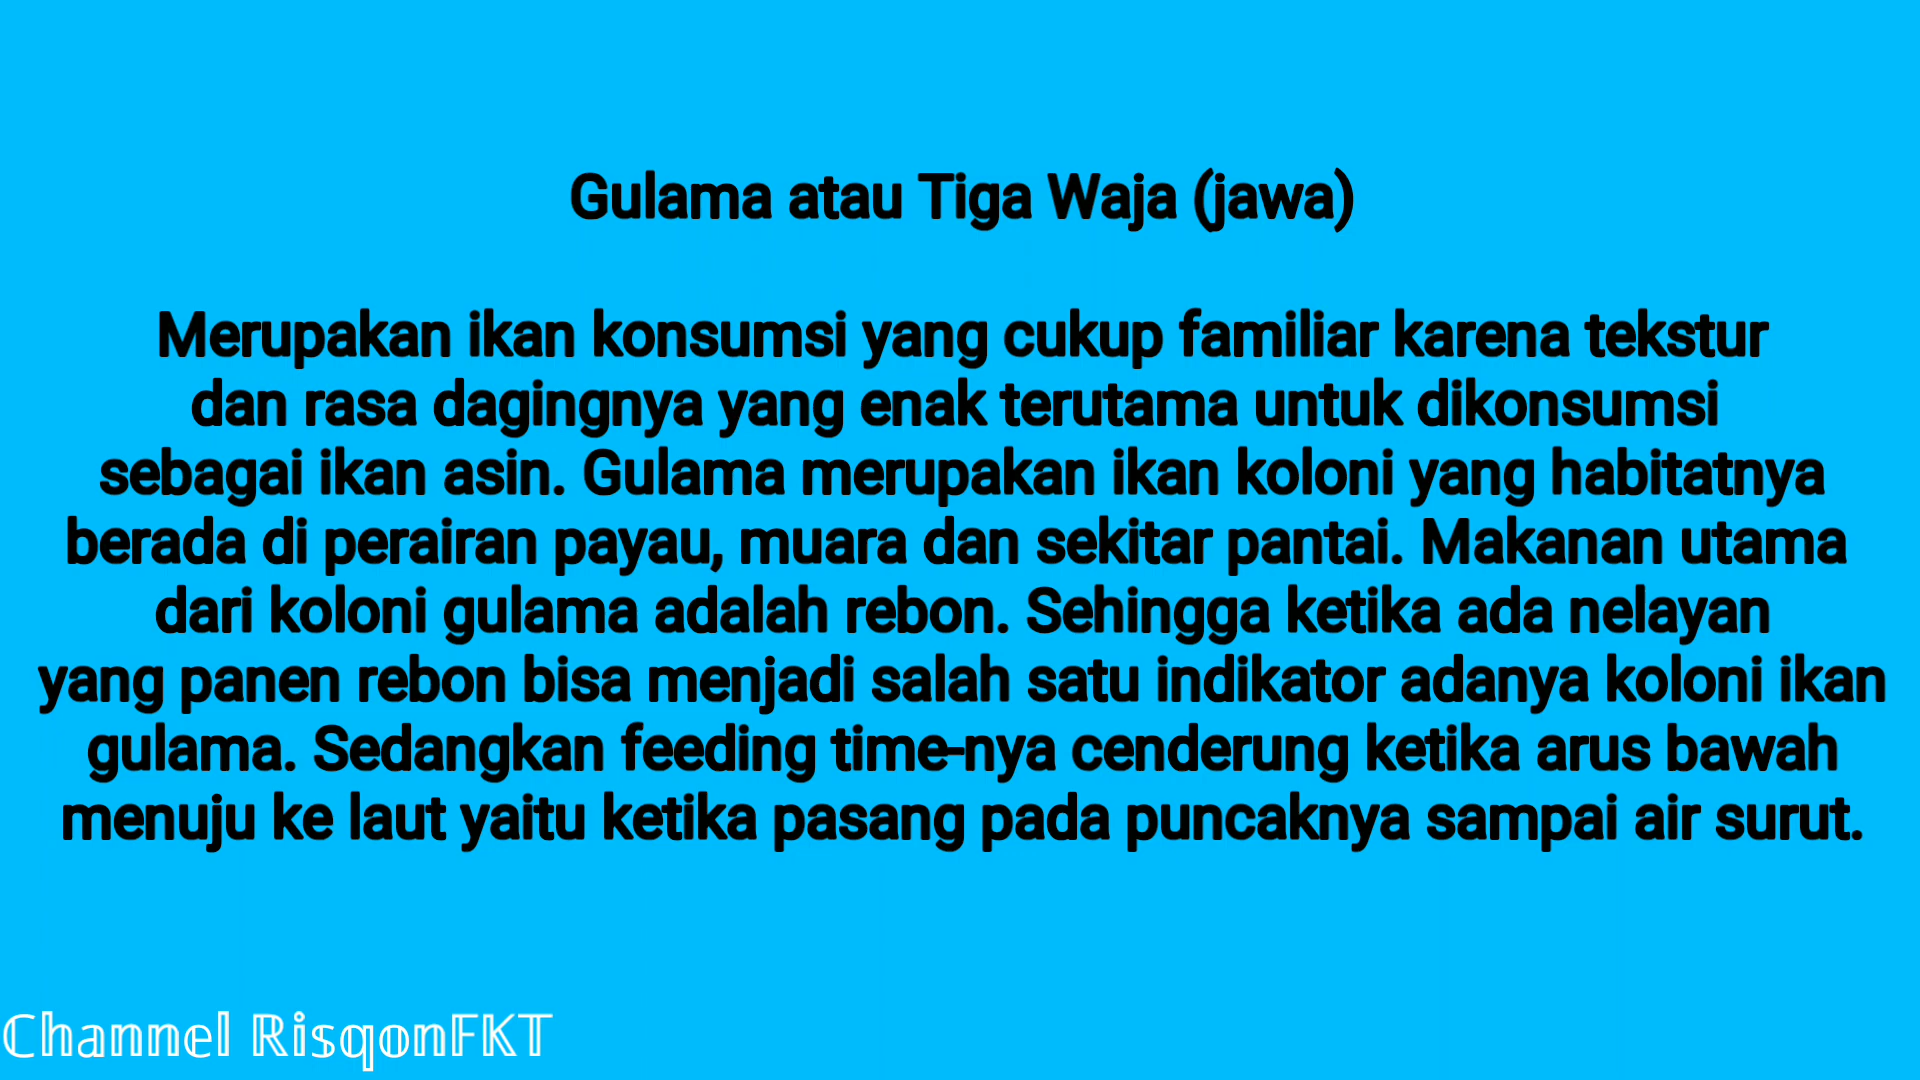 Gulama atau Tiga Waja (jawa)
Merupakan ikan konsumsi yang cukup familiar karena tekstur
dan rasa dagingnya yang enak terutama untuk dikonsumsi
sebagai ikan asin. Gulama merupakan ikan koloni yang habitatnya
berada di perairan payau, muara dan sekitar pantai. Makanan utama
dari koloni gulama adalah rebon. Sehingga ketika ada nelayan
yang panen rebon bisa menjadi salah satu indikator adanya koloni ikan
gulama. Sedangkan feeding time-nya cenderung ketika arus bawah
menuju ke laut yaitu ketika pasang pada puncaknya sampai air surut.
Channel RisqonFKT